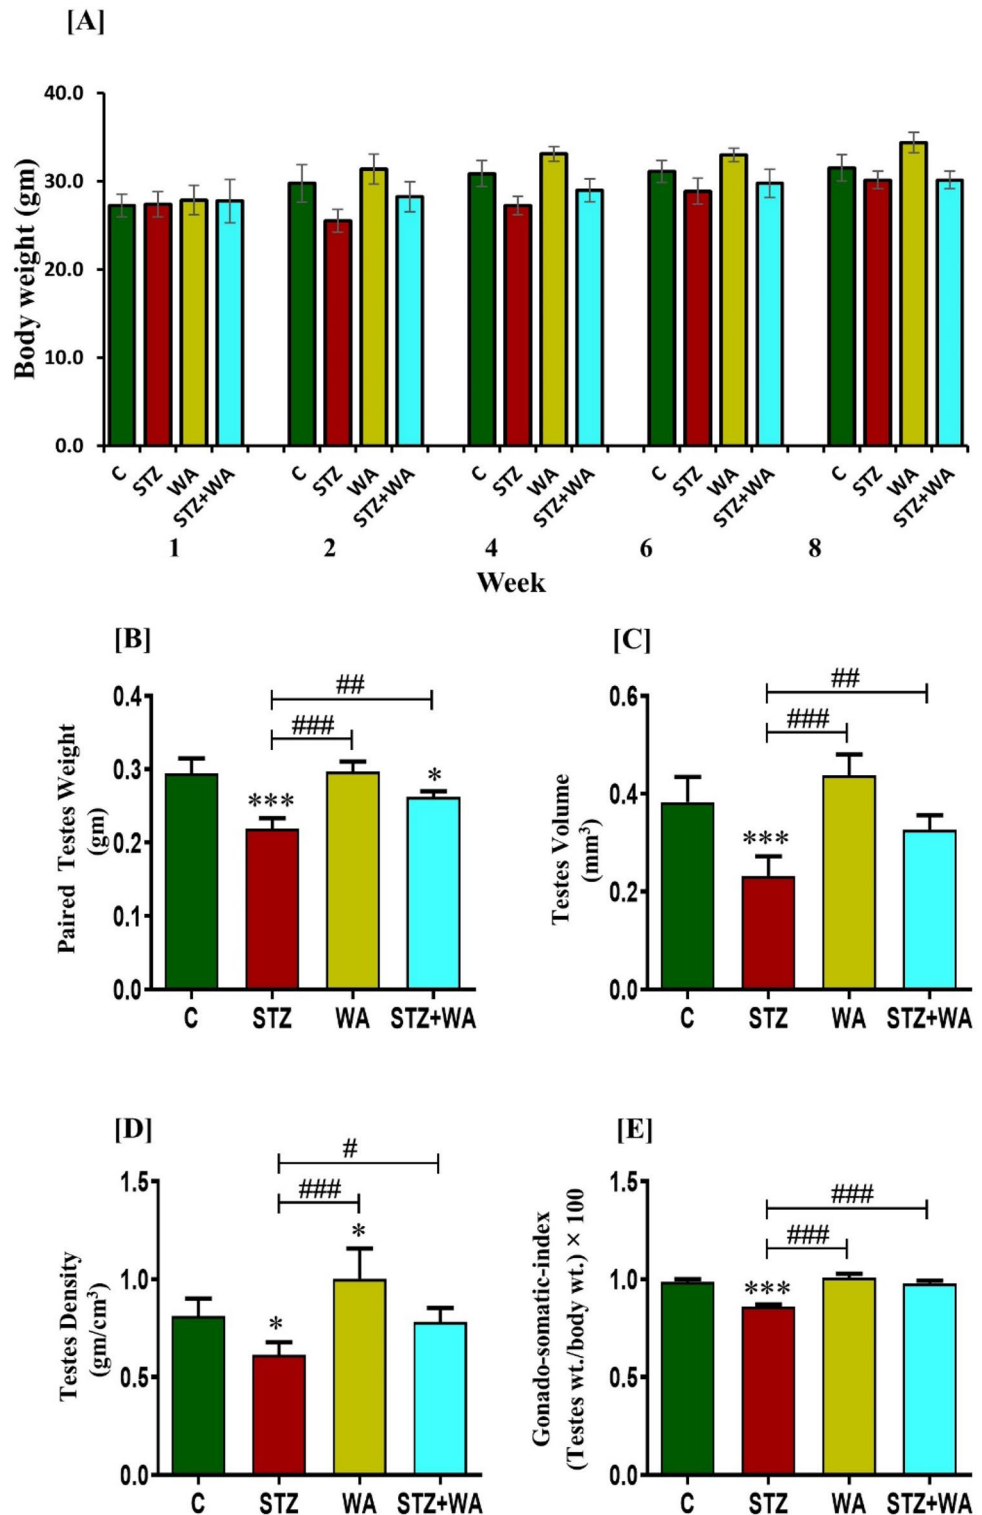 [A]
40.0
30.0
20.0
10.0
0.0
Body weight (gm)
C STZ WA STZ+WA C STZ WA STZ+WA C STZ WA STZ+WA C STZ WA STZ+WA C STZ WA STZ+WA
1 2 4 6 8
Week
[B]
##
###
***
*
0.4
0.3
0.2
0.1
0.0
Paired Testes Weight
(gm)
C STZ WA STZ+WA
[C]
##
###
***
0.6
0.4
0.2
0.0
Testes Volume
(mm³)
C STZ WA STZ+WA
[D]
#
###
*
*
1.5
1.0
0.5
0.0
Testes Density
(gm/cm³)
C STZ WA STZ+WA
[E]
###
###
***
1.5
1.0
0.5
0.0
Gonado-somatic-index
(Testes wt./body wt.) × 100
C STZ WA STZ+WA